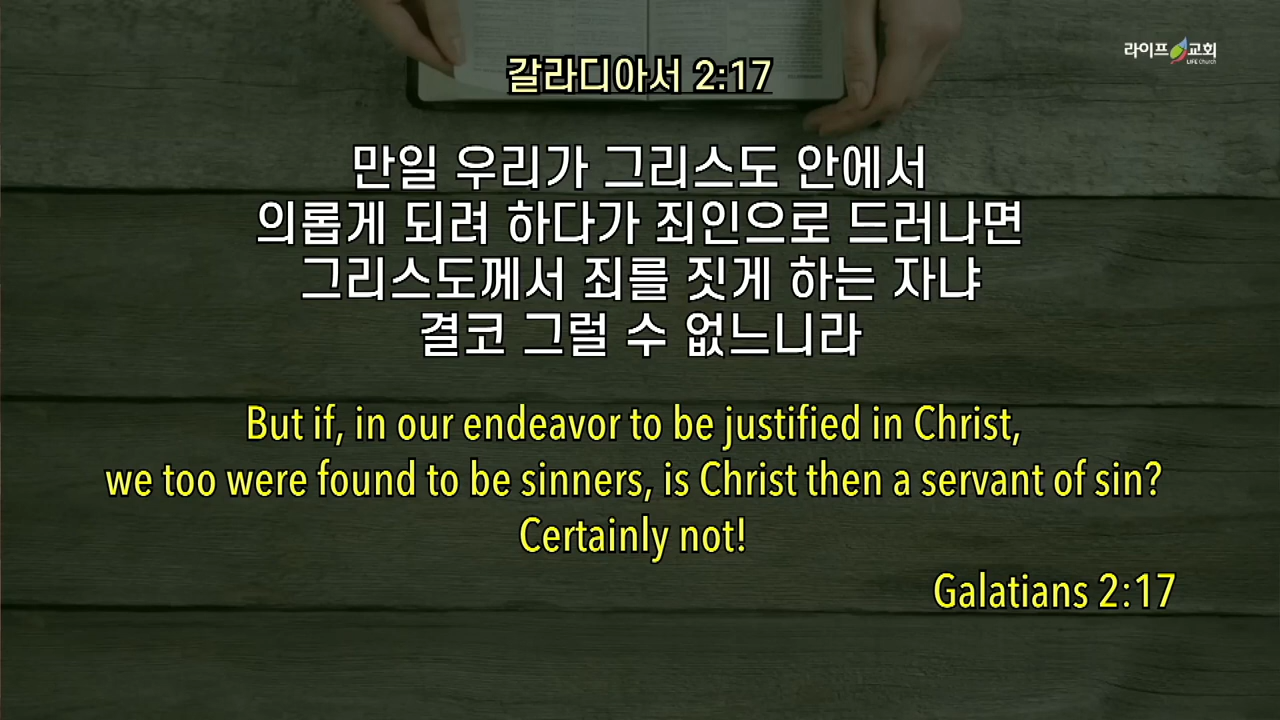 라이프교회
LIFE Church
갈라디아서 2:17
만일 우리가 그리스도 안에서
의롭게 되려 하다가 죄인으로 드러나면
그리스도께서 죄를 짓게 하는 자냐
결코 그럴 수 없느니라
But if, in our endeavor to be justified in Christ,
we too were found to be sinners, is Christ then a servant of sin?
Certainly not!
Galatians 2:17